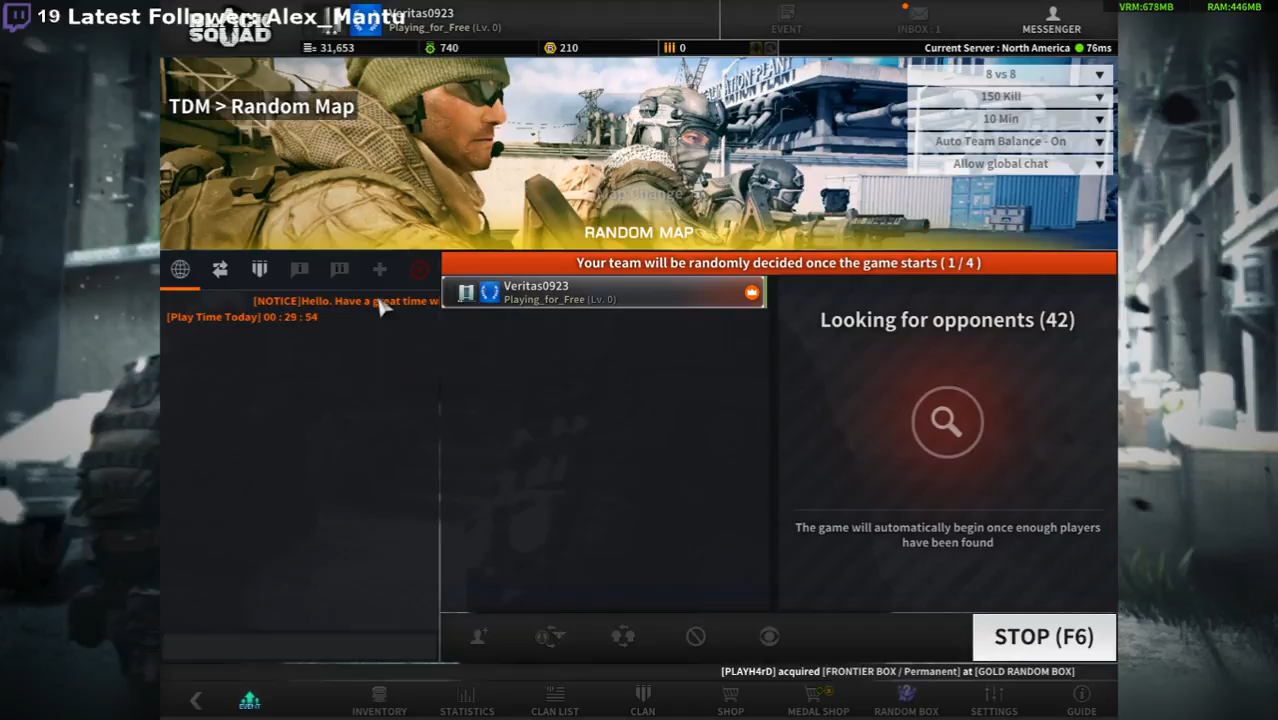 19 Latest Follower: Alex_Mantu
VRM:678MB
RAM:446MB
SQUAD
Veritas0923
Playing_for_Free (Lv. 0)
EVENT
INBOX : 1
MESSENGER
31,653
740
210
0
Current Server : North America
76ms
TDM > Random Map
8 vs 8
150 Kill
10 Min
Auto Team Balance - On
Allow global chat
Map Change
RANDOM MAP
Your team will be randomly decided once the game starts ( 1 / 4 )
[NOTICE]Hello. Have a great time w
[Play Time Today] 00 : 29 : 54
Veritas0923
Playing_for_Free (Lv. 0)
Looking for opponents (42)
The game will automatically begin once enough players
have been found
STOP (F6)
[PLAYH4rD] acquired [FRONTIER BOX / Permanent] at [GOLD RANDOM BOX]
EVENT
INVENTORY
STATISTICS
CLAN LIST
CLAN
SHOP
MEDAL SHOP
RANDOM BOX
SETTINGS
GUIDE